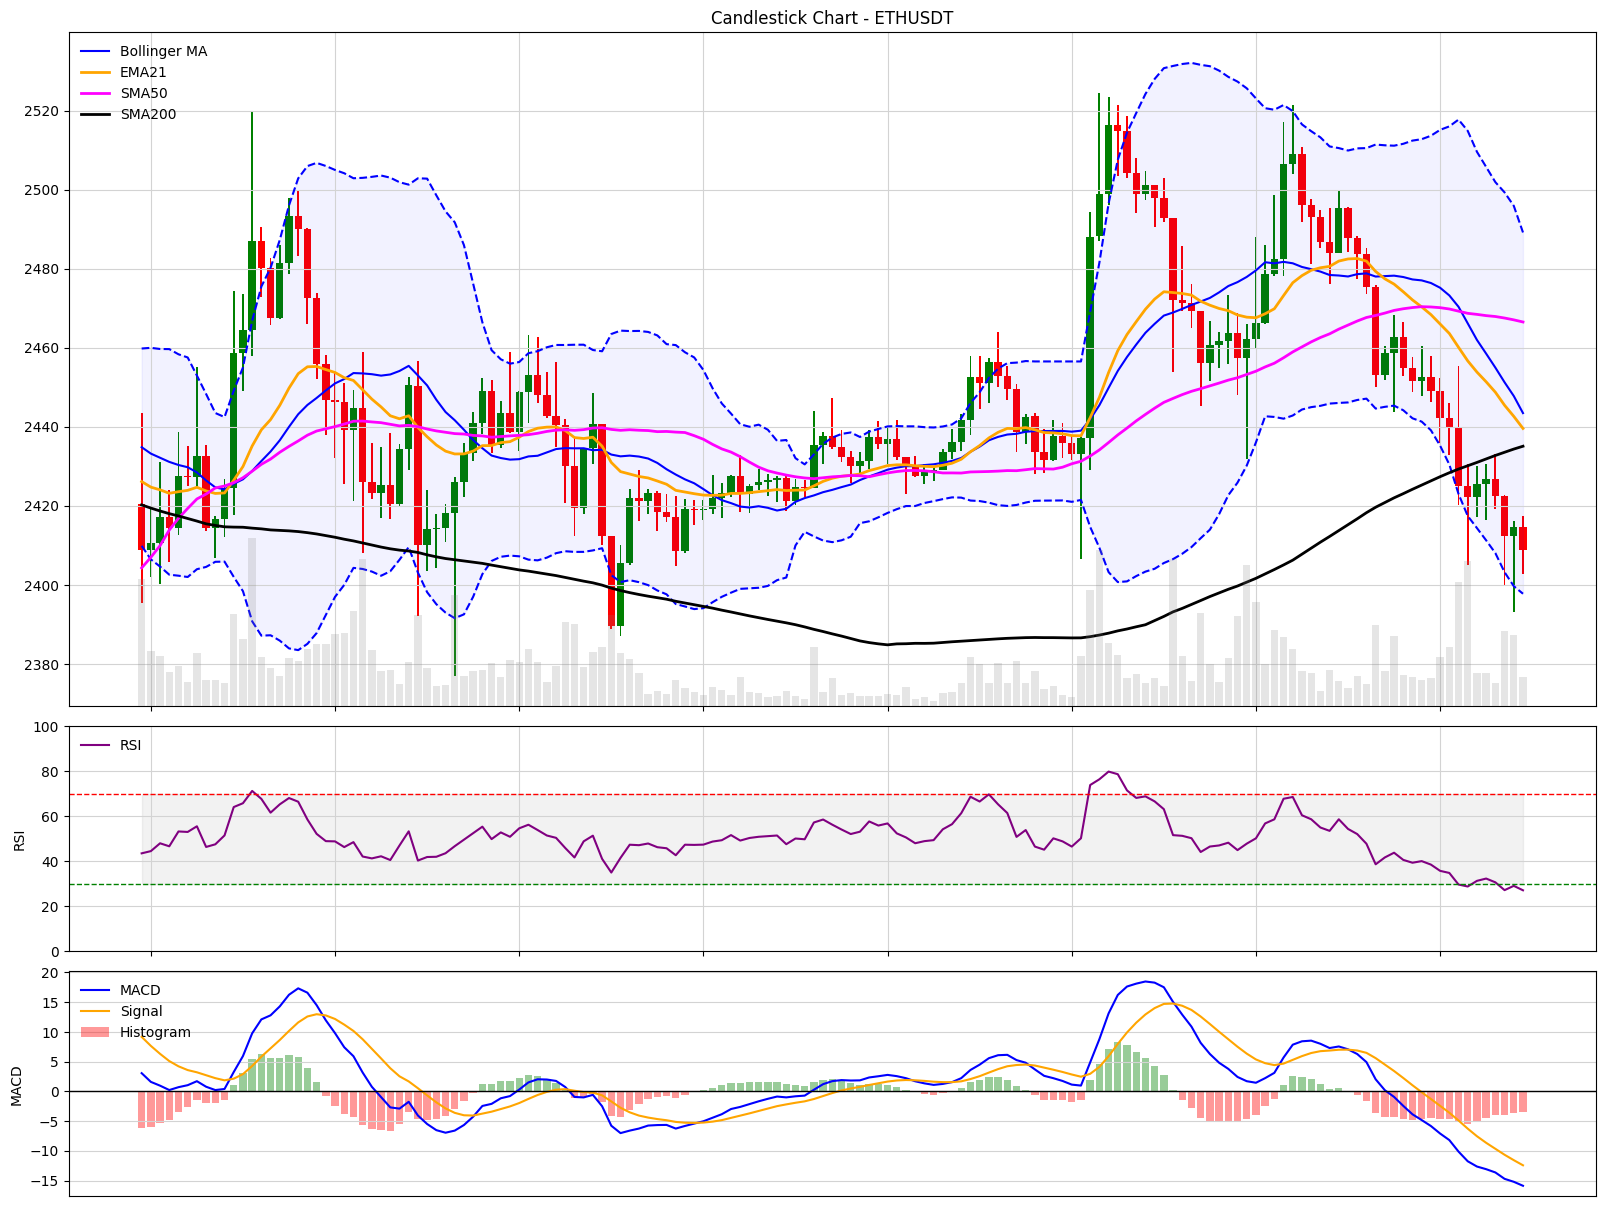 Candlestick Chart - ETHUSDT
Bollinger MA
EMA21
SMA50
SMA200
2520
2500
2480
2460
2440
2420
2400
2380
RSI
100
80
60
40
20
0
RSI
MACD
Signal
Histogram
20
15
10
5
0
−5
−10
−15
MACD